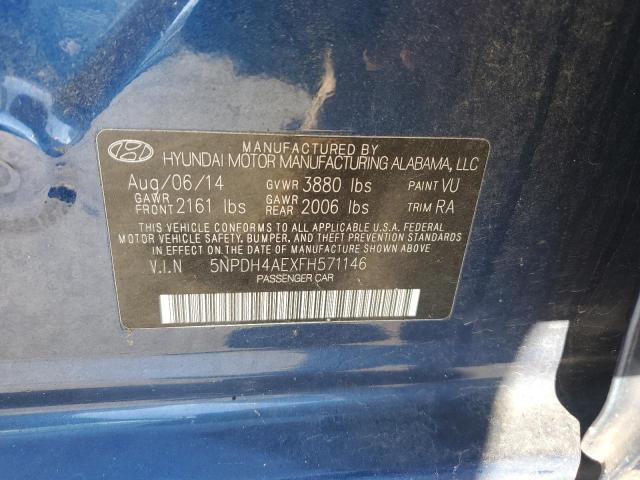 MANUFACTURED BY
HYUNDAI MOTOR MANUFACTURING ALABAMA, LLC
Aug/06/14 GVWR 3880 lbs PAINT VU
GAWR FRONT 2161 lbs GAWR REAR 2006 lbs TRIM RA
THIS VEHICLE CONFORMS TO ALL APPLICABLE U.S.A. FEDERAL
MOTOR VEHICLE SAFETY, BUMPER, AND THEFT PREVENTION STANDARDS
IN EFFECT ON THE DATE OF MANUFACTURE SHOWN ABOVE.
V.I.N 5NPDH4AEXFH571146
PASSENGER CAR